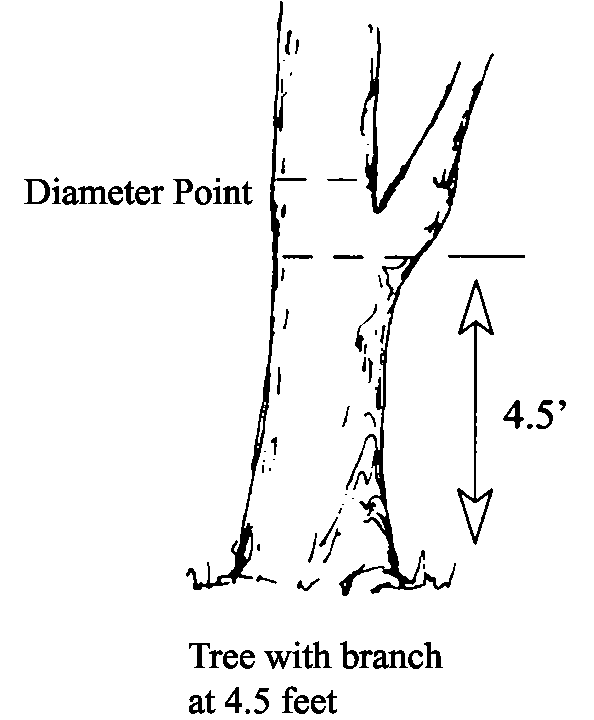 Diameter Point
4.5’
Tree with branch
at 4.5 feet